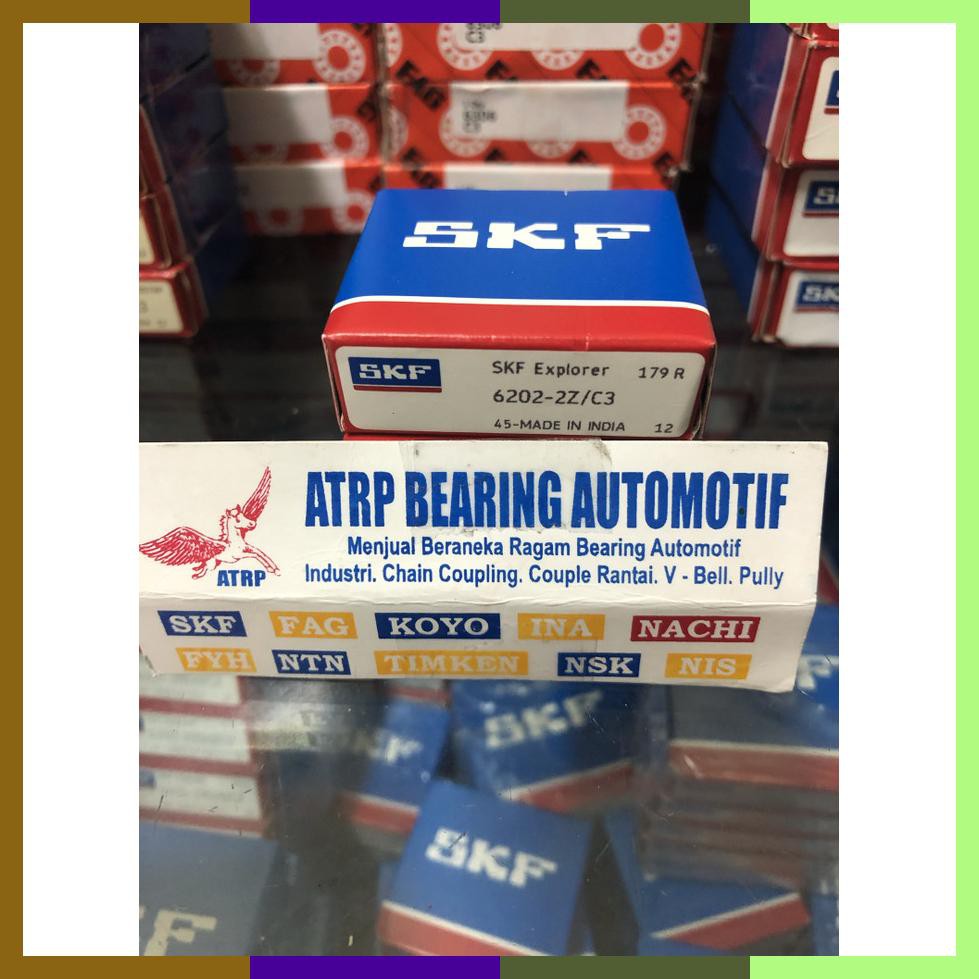 FAG
FAG
SKF
SKF
SKF Explorer 179 R
6202-2Z/C3
45-MADE IN INDIA 12
ATRP BEARING AUTOMOTIF
Menjual Beraneka Ragam Bearing Automotif
Industri. Chain Coupling. Couple Rantai. V - Bell. Pully
ATRP
SKF FAG KOYO INA NACHI
FYH NTN TIMKEN NSK NIS
SKF
SKF